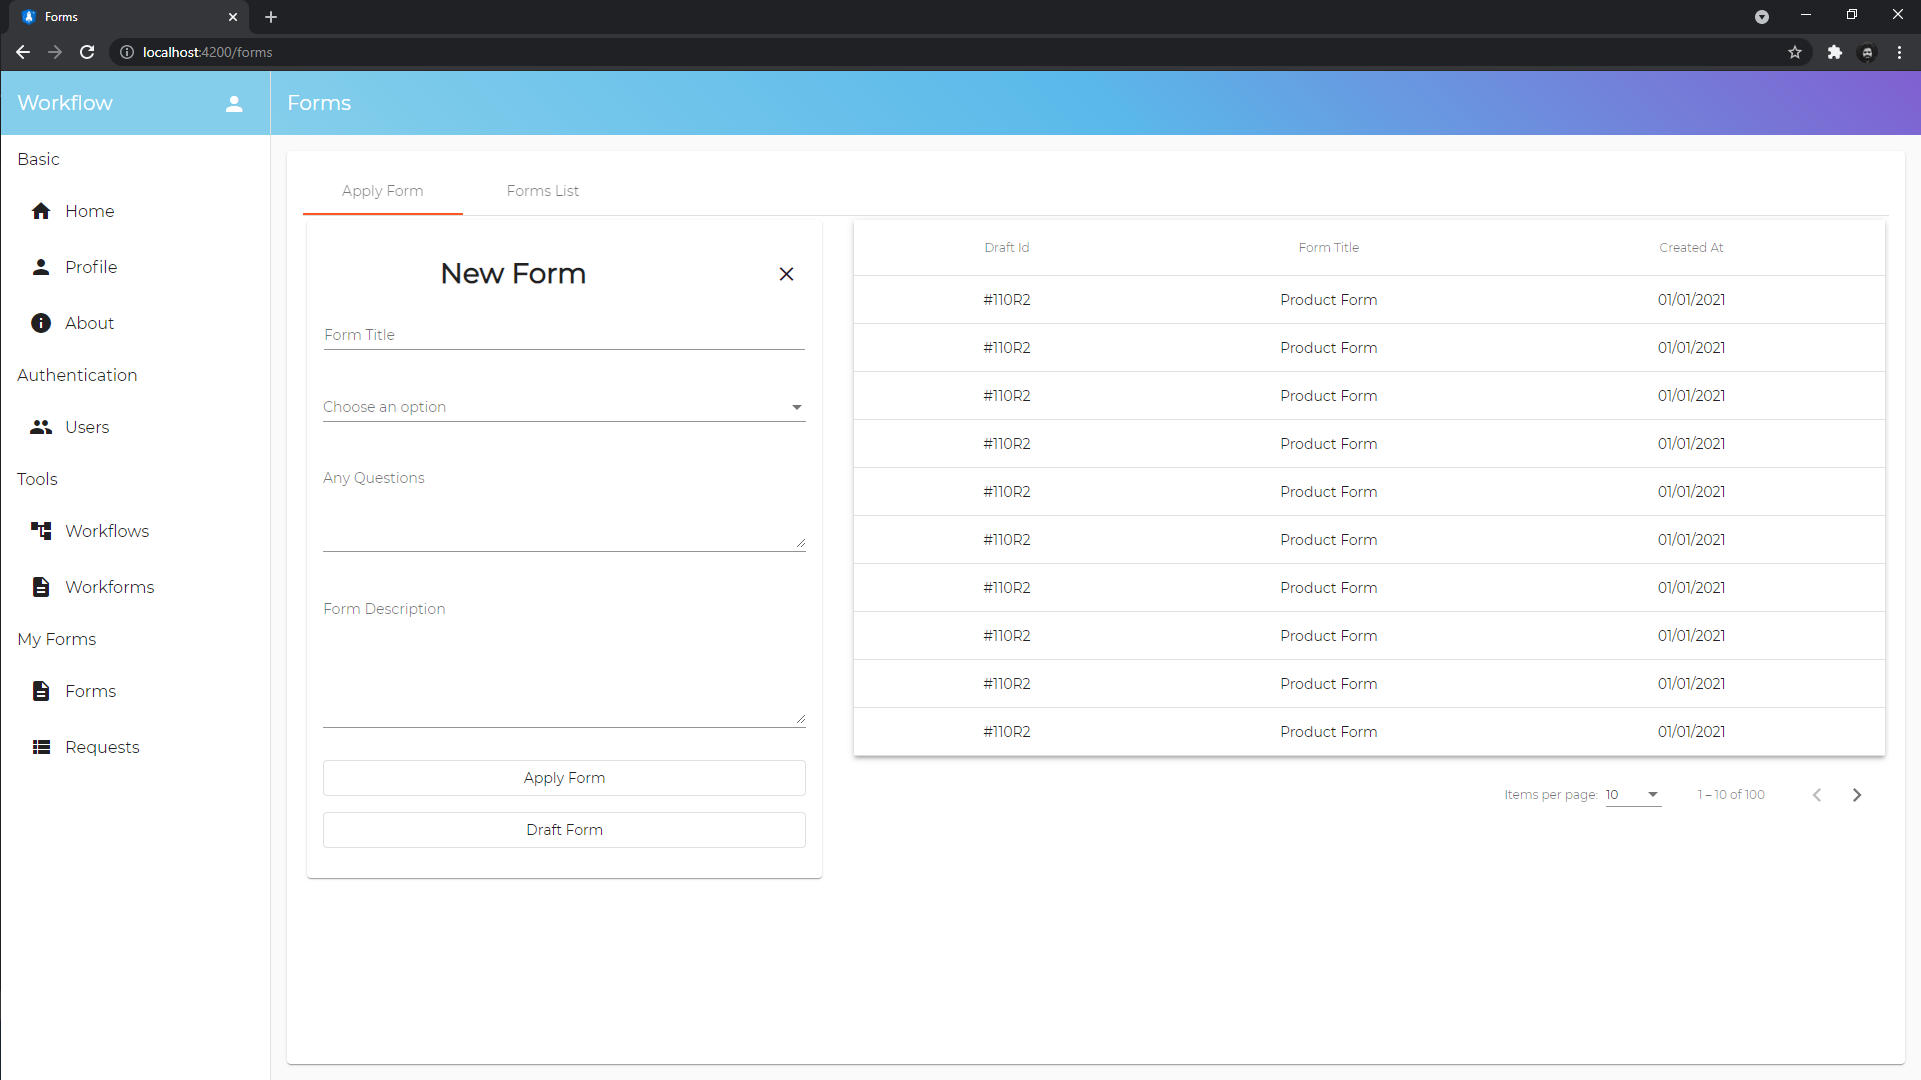 Forms
localhost:4200/forms
Workflow
Forms
Basic
Home
Profile
About
Authentication
Users
Tools
Workflows
Workforms
My Forms
Forms
Requests
Apply Form Forms List
New Form
Form Title
Choose an option
Any Questions
Form Description
Apply Form
Draft Form
Draft Id Form Title Created At
#110R2 Product Form 01/01/2021
#110R2 Product Form 01/01/2021
#110R2 Product Form 01/01/2021
#110R2 Product Form 01/01/2021
#110R2 Product Form 01/01/2021
#110R2 Product Form 01/01/2021
#110R2 Product Form 01/01/2021
#110R2 Product Form 01/01/2021
#110R2 Product Form 01/01/2021
#110R2 Product Form 01/01/2021
Items per page: 10 1 – 10 of 100